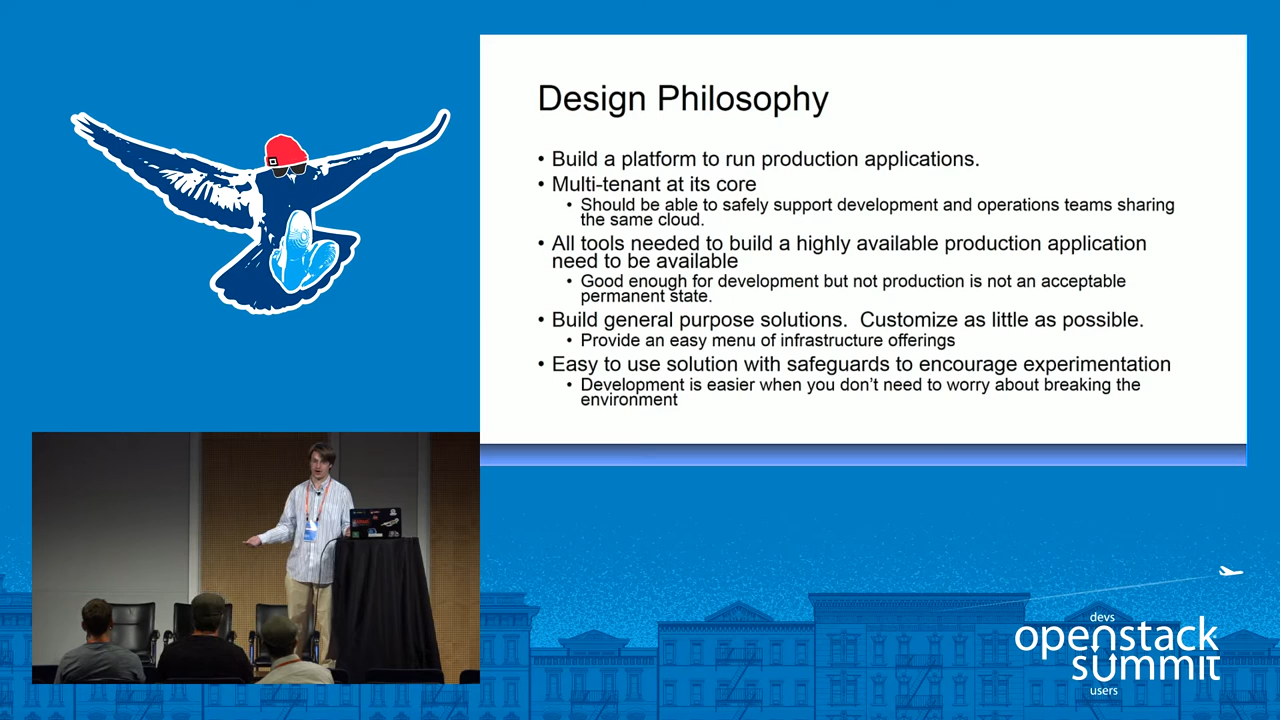 Design Philosophy
• Build a platform to run production applications.
• Multi-tenant at its core
• Should be able to safely support development and operations teams sharing
the same cloud.
• All tools needed to build a highly available production application
need to be available
• Good enough for development but not production is not an acceptable
permanent state.
• Build general purpose solutions.  Customize as little as possible.
• Provide an easy menu of infrastructure offerings
• Easy to use solution with safeguards to encourage experimentation
• Development is easier when you don't need to worry about breaking the
environment
devs
openstack
summit
users